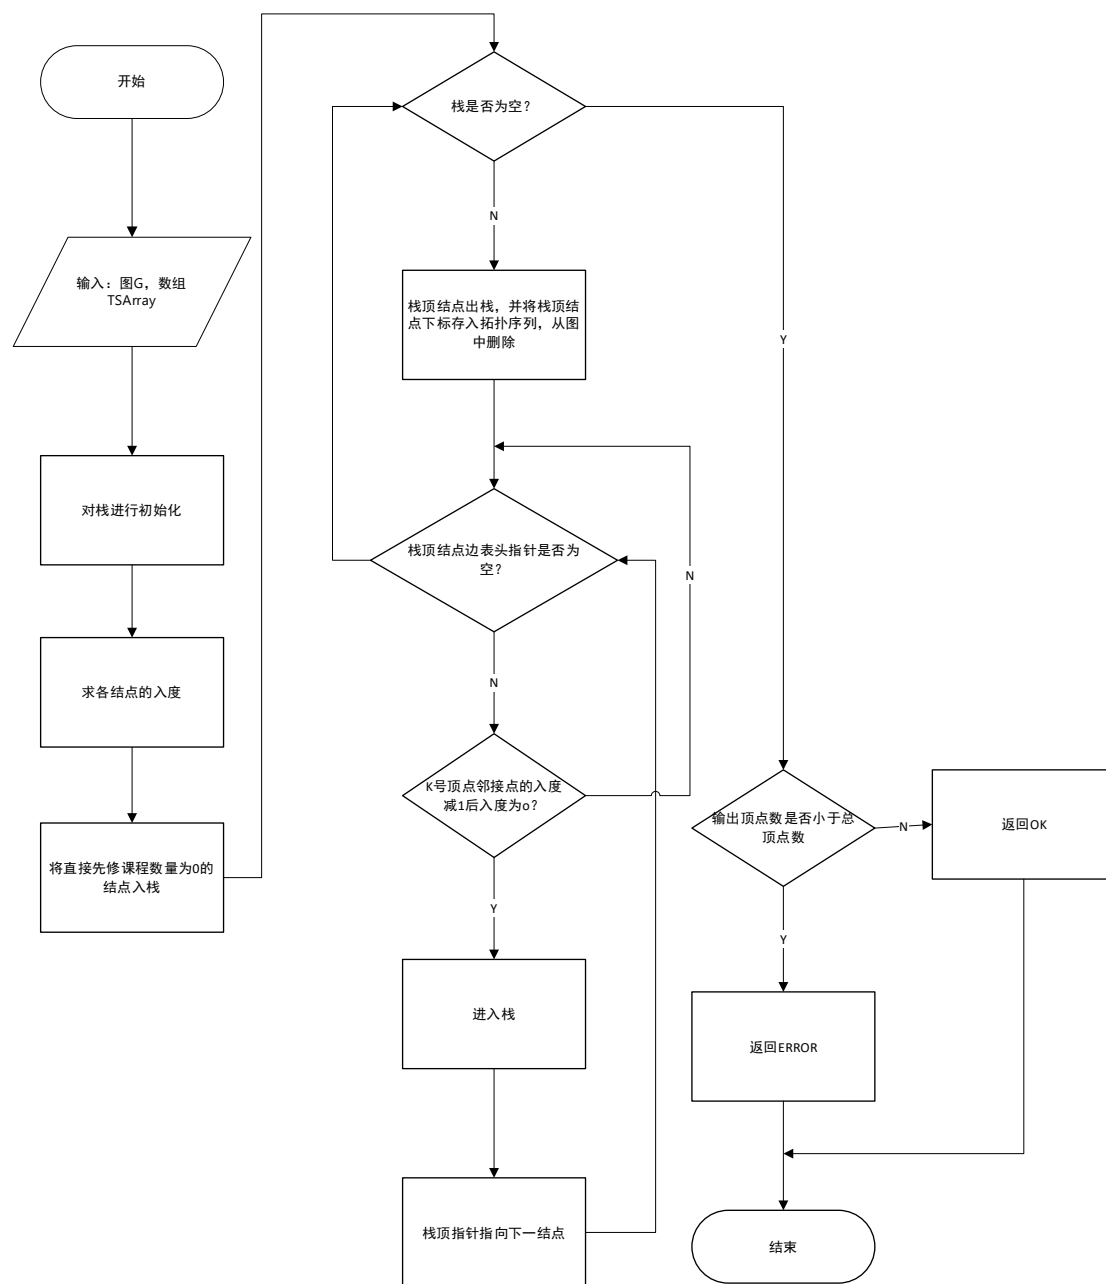 开始
输入：图G，数组
TSArray
对栈进行初始化
求各结点的入度
将直接先修课程数量为0的
结点入栈
栈是否为空？
N
栈顶结点出栈，并将栈顶结
点下标存入拓扑序列，从图
中删除
栈顶结点边表头指针是否为
空？
N
N
K号顶点邻接点的入度
减1后入度为o？
Y
进入栈
栈顶指针指向下一结点
Y
输出顶点数是否小于总
顶点数
N
返回OK
Y
返回ERROR
结束